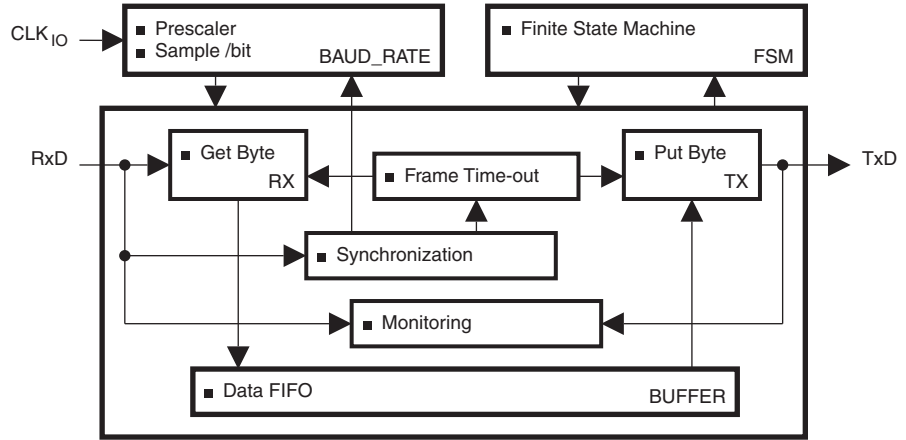 CLK IO
▪ Prescaler
▪ Sample /bit
BAUD_RATE
▪ Finite State Machine
FSM
RxD
▪ Get Byte
RX
▪ Frame Time-out
▪ Put Byte
TX
TxD
▪ Synchronization
▪ Monitoring
▪ Data FIFO
BUFFER